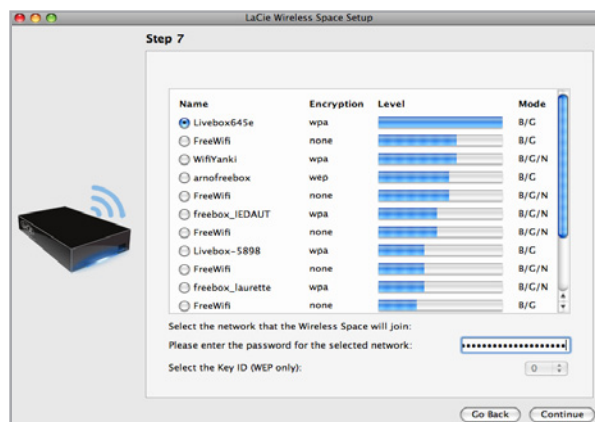 LaCie Wireless Space Setup
Step 7
Name Encryption Level Mode
Livebox645e wpa B/G
FreeWifi none B/G
WifiYanki wpa B/G/N
arnofreebox wep B/G
FreeWifi none B/G/N
freebox_IEDAUT wpa B/G/N
FreeWifi none B/G/N
Livebox-5898 wpa B/G
FreeWifi none B/G/N
freebox_laurette wpa B/G/N
FreeWifi none B/G
Select the network that the Wireless Space will join:
Please enter the password for the selected network:
Select the Key ID (WEP only): 0
Go Back Continue